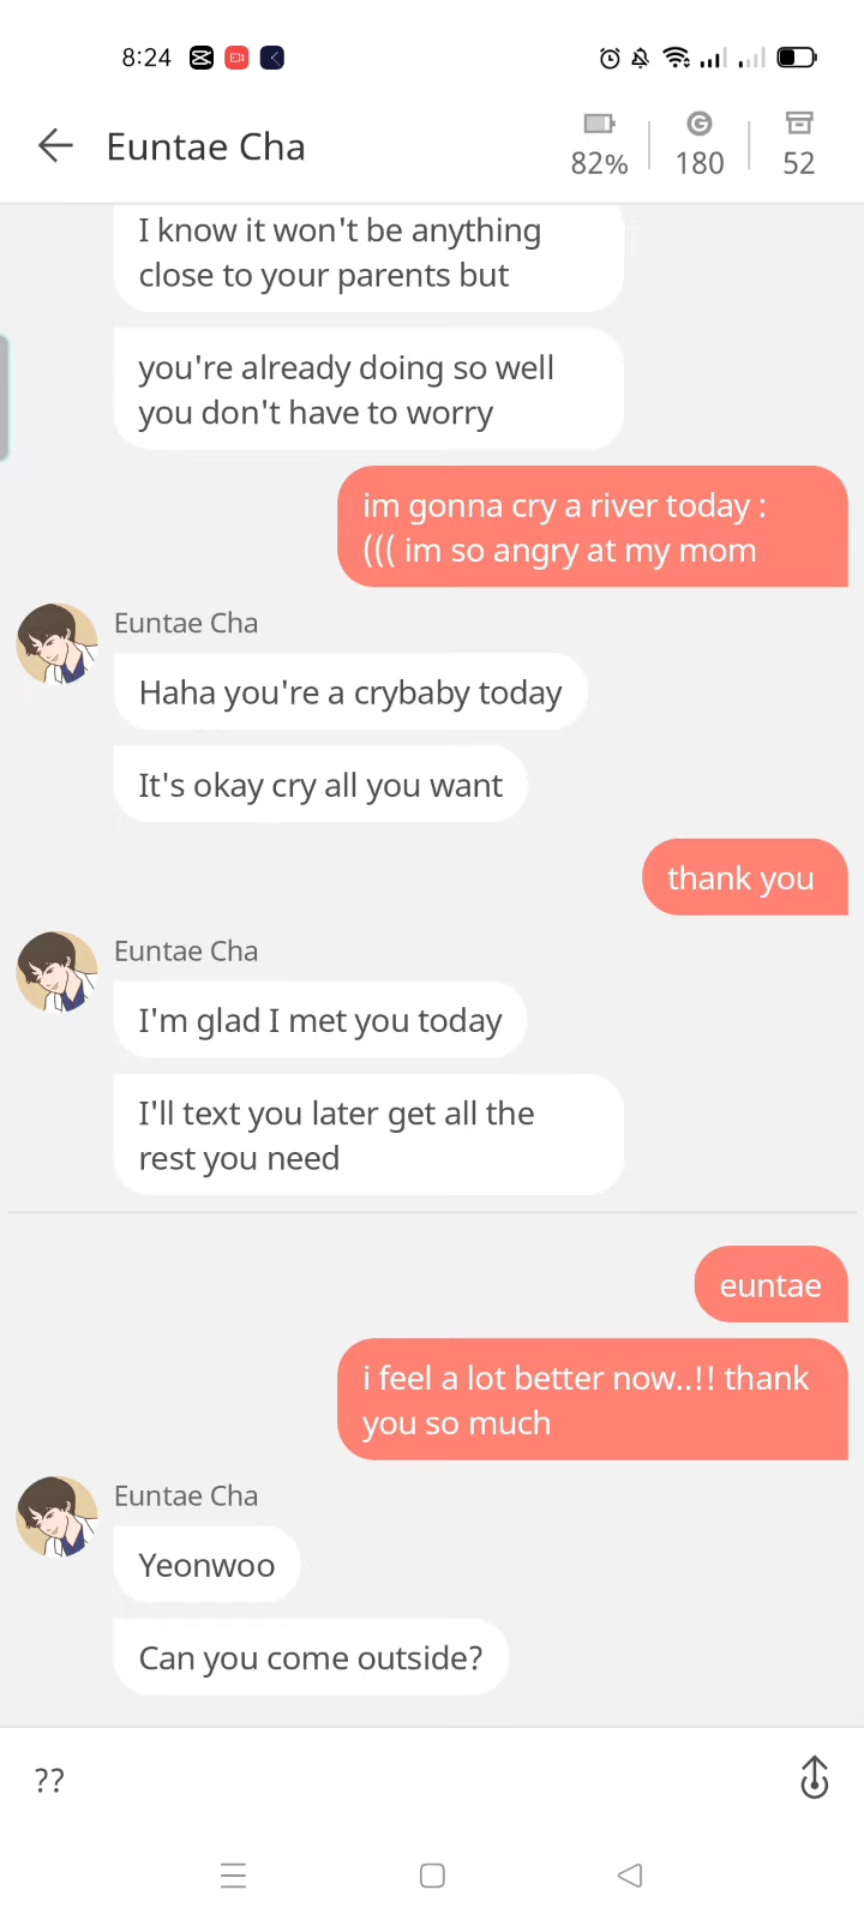 8:24
Euntae Cha
82%
180
52
I know it won't be anything
close to your parents but
you're already doing so well
you don't have to worry
im gonna cry a river today :
((( im so angry at my mom
Euntae Cha
Haha you're a crybaby today
It's okay cry all you want
thank you
Euntae Cha
I'm glad I met you today
I'll text you later get all the
rest you need
euntae
i feel a lot better now..!! thank
you so much
Euntae Cha
Yeonwoo
Can you come outside?
??